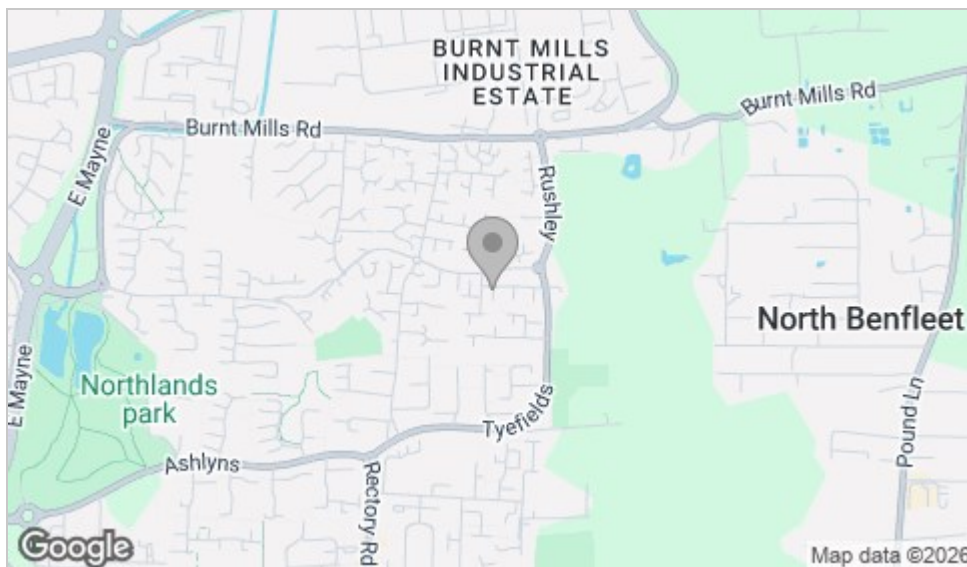 BURNT MILLS
INDUSTRIAL
ESTATE
Burnt Mills Rd
Burnt Mills Rd
E Mayne
Rushley
North Benfleet
E Mayne
Northlands
park
Tyefields
Pound Ln
Ashlyns
Rectory Rd
Google
Map data ©2026